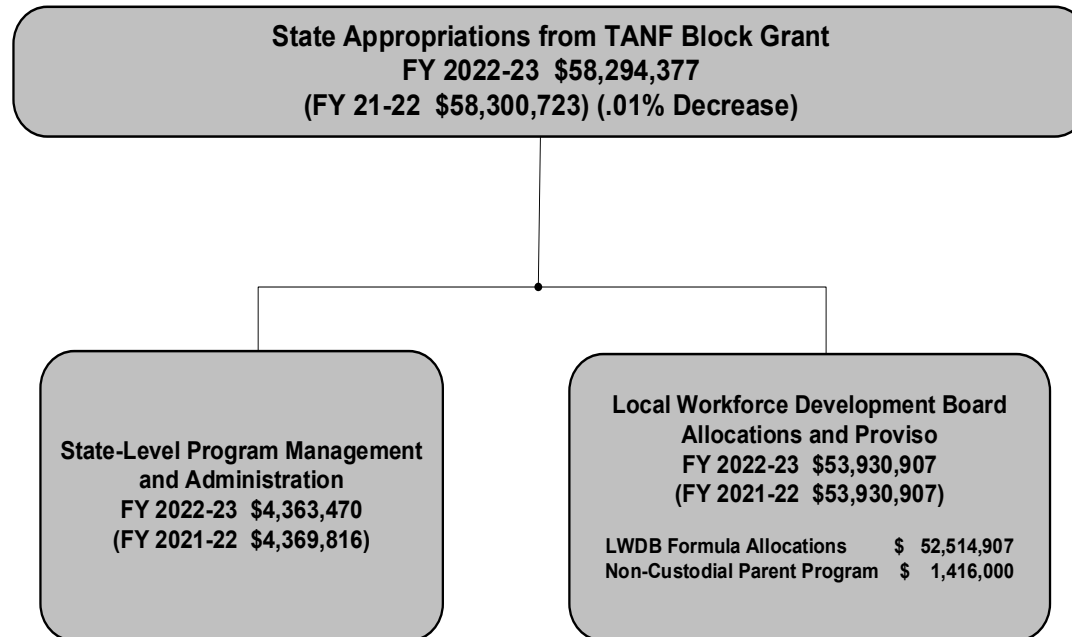 State Appropriations from TANF Block Grant
FY 2022-23 $58,294,377
(FY 21-22 $58,300,723) (.01% Decrease)
State-Level Program Management
and Administration
FY 2022-23 $4,363,470
(FY 2021-22 $4,369,816)
Local Workforce Development Board
Allocations and Proviso
FY 2022-23 $53,930,907
(FY 2021-22 $53,930,907)
LWDB Formula Allocations $ 52,514,907
Non-Custodial Parent Program $ 1,416,000